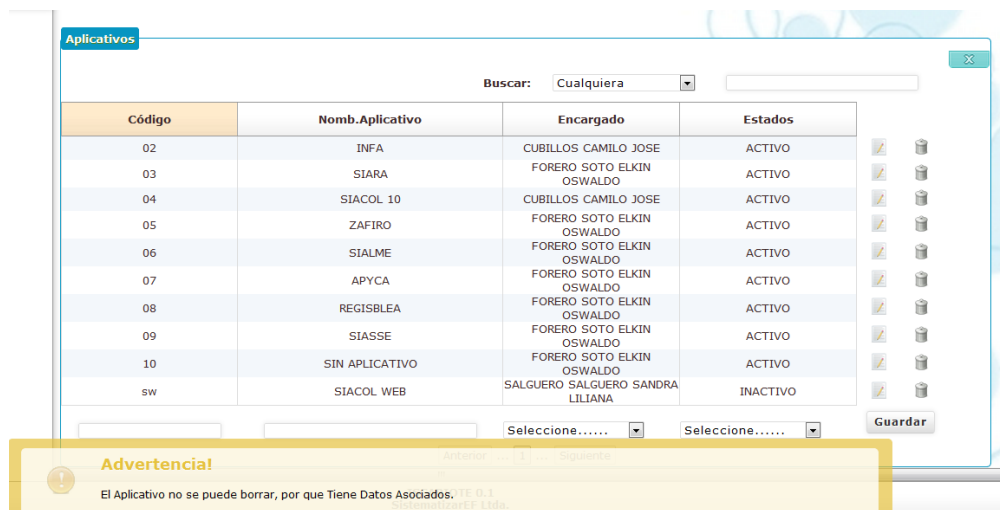 Aplicativos
X
Buscar: Cualquiera
Código Nomb.Aplicativo Encargado Estados
02 INFA CUBILLOS CAMILO JOSE ACTIVO
03 SIARA FORERO SOTO ELKIN OSWALDO ACTIVO
04 SIACOL 10 CUBILLOS CAMILO JOSE ACTIVO
05 ZAFIRO FORERO SOTO ELKIN OSWALDO ACTIVO
06 SIALME FORERO SOTO ELKIN OSWALDO ACTIVO
07 APYCA FORERO SOTO ELKIN OSWALDO ACTIVO
08 REGISBLEA FORERO SOTO ELKIN OSWALDO ACTIVO
09 SIASSE FORERO SOTO ELKIN OSWALDO ACTIVO
10 SIN APLICATIVO FORERO SOTO ELKIN OSWALDO ACTIVO
sw SIACOL WEB SALGUERO SALGUERO SANDRA LILIANA INACTIVO
Seleccione...... Seleccione...... Guardar
Anterior ... 1 ... Siguiente
Advertencia!
El Aplicativo no se puede borrar, por que Tiene Datos Asociados.
OTE 0.1
SistematizarEF Ltda.